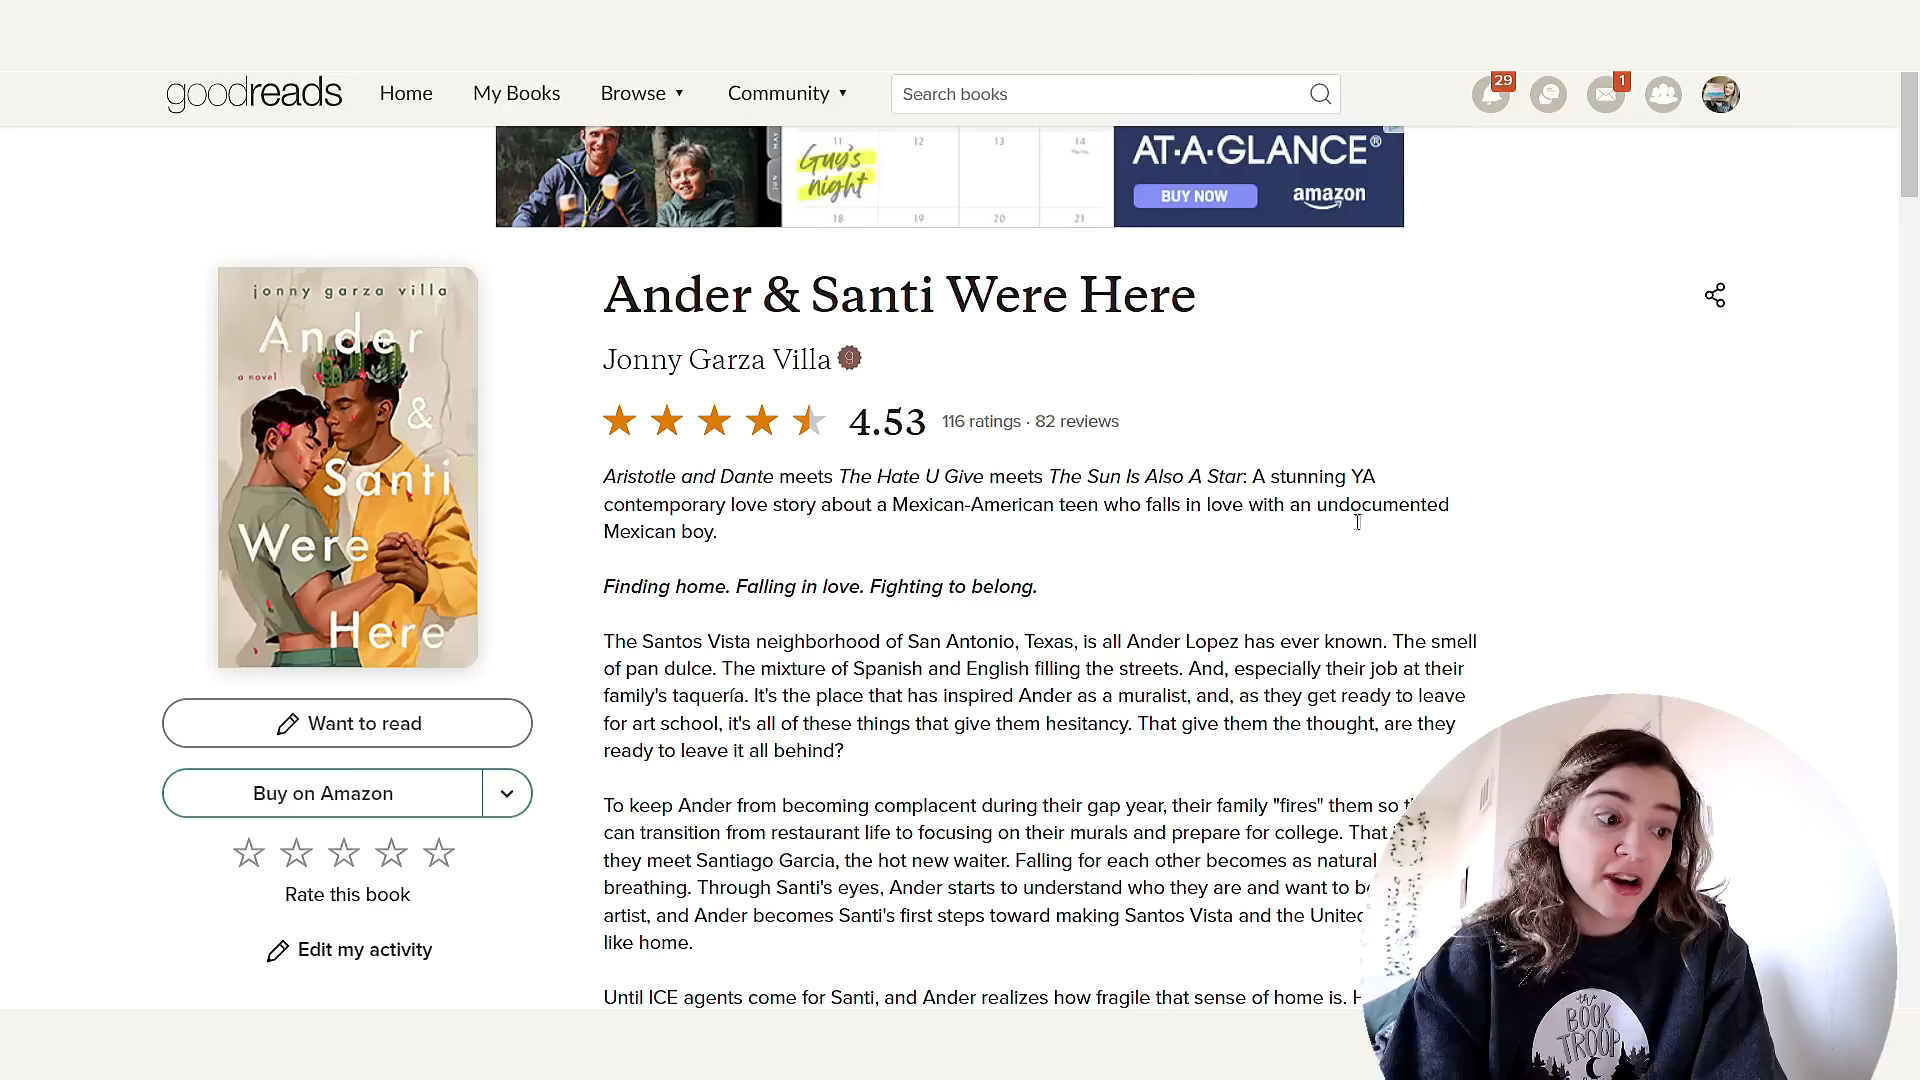 goodreads Home My Books Browse Community Search books 29 1
MAY JUN
11 12 13 14
Guy's
night
18 19 20 21
AT-A-GLANCE®
BUY NOW amazon
jonny garza villa
Ander
a novel
&
Santi
Were
Here
Want to read
Buy on Amazon
Rate this book
Edit my activity
Ander & Santi Were Here
Jonny Garza Villa g
4.53 116 ratings · 82 reviews
Aristotle and Dante meets The Hate U Give meets The Sun Is Also A Star: A stunning YA
contemporary love story about a Mexican-American teen who falls in love with an undocumented
Mexican boy.
Finding home. Falling in love. Fighting to belong.
The Santos Vista neighborhood of San Antonio, Texas, is all Ander Lopez has ever known. The smell
of pan dulce. The mixture of Spanish and English filling the streets. And, especially their job at their
family's taquería. It's the place that has inspired Ander as a muralist, and, as they get ready to leave
for art school, it's all of these things that give them hesitancy. That give them the thought, are they
ready to leave it all behind?
To keep Ander from becoming complacent during their gap year, their family "fires" them so
can transition from restaurant life to focusing on their murals and prepare for college. That
they meet Santiago Garcia, the hot new waiter. Falling for each other becomes as natural
breathing. Through Santi's eyes, Ander starts to understand who they are and want to
artist, and Ander becomes Santi's first steps toward making Santos Vista and the United
like home.
Until ICE agents come for Santi, and Ander realizes how fragile that sense of home is.
the
BOOK
TROOP